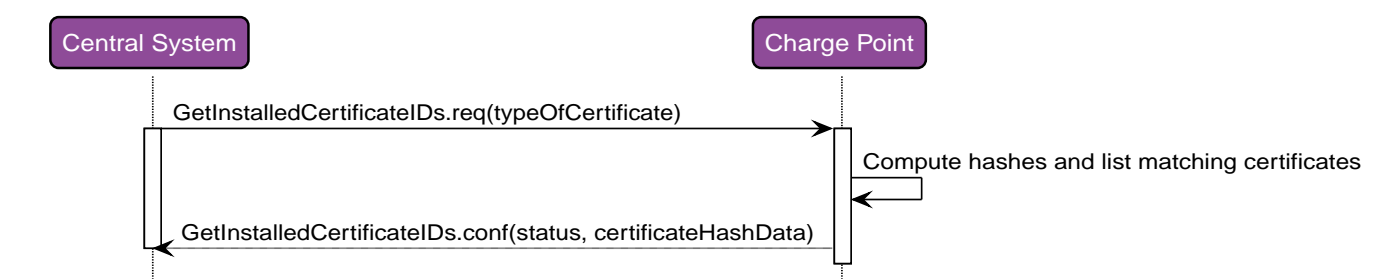 Central System
Charge Point
GetInstalledCertificateIDs.req(typeOfCertificate)
Compute hashes and list matching certificates
GetInstalledCertificateIDs.conf(status, certificateHashData)